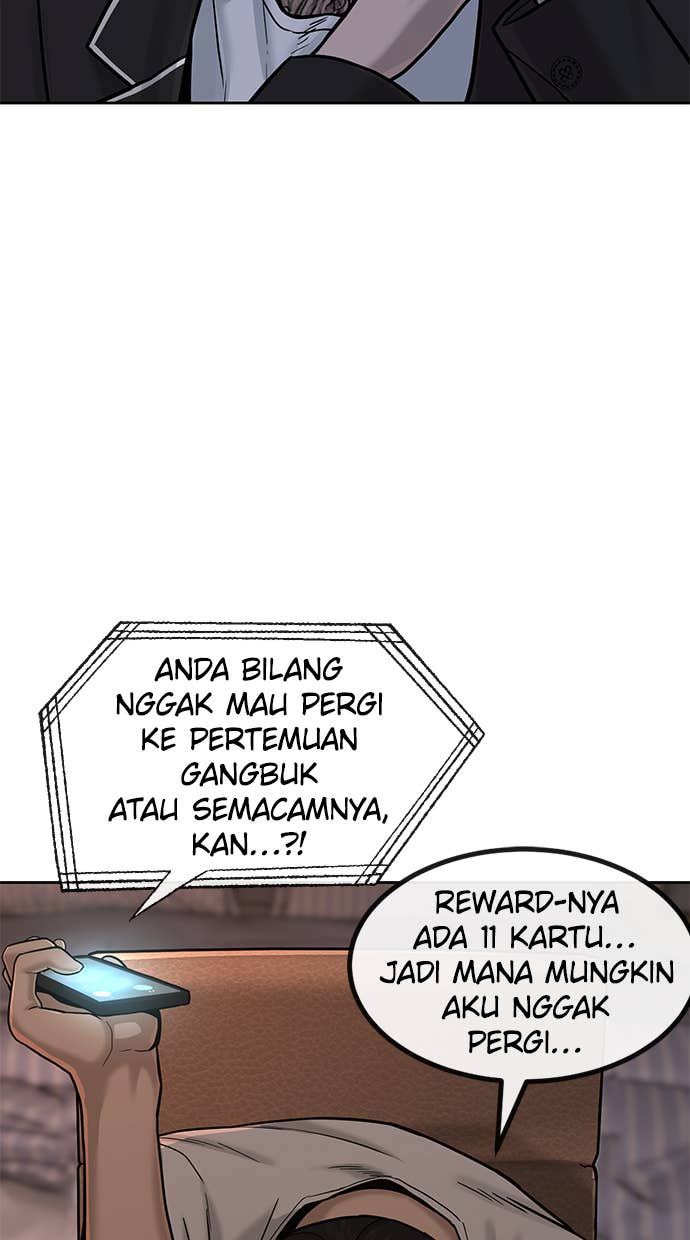 ANDA BILANG
NGGAK MAU PERGI
KE PERTEMUAN
GANGBUK
ATAU SEMACAMNYA,
KAN...?!
REWARD-NYA
ADA 11 KARTU...
JADI MANA MUNGKIN
AKU NGGAK
PERGI...